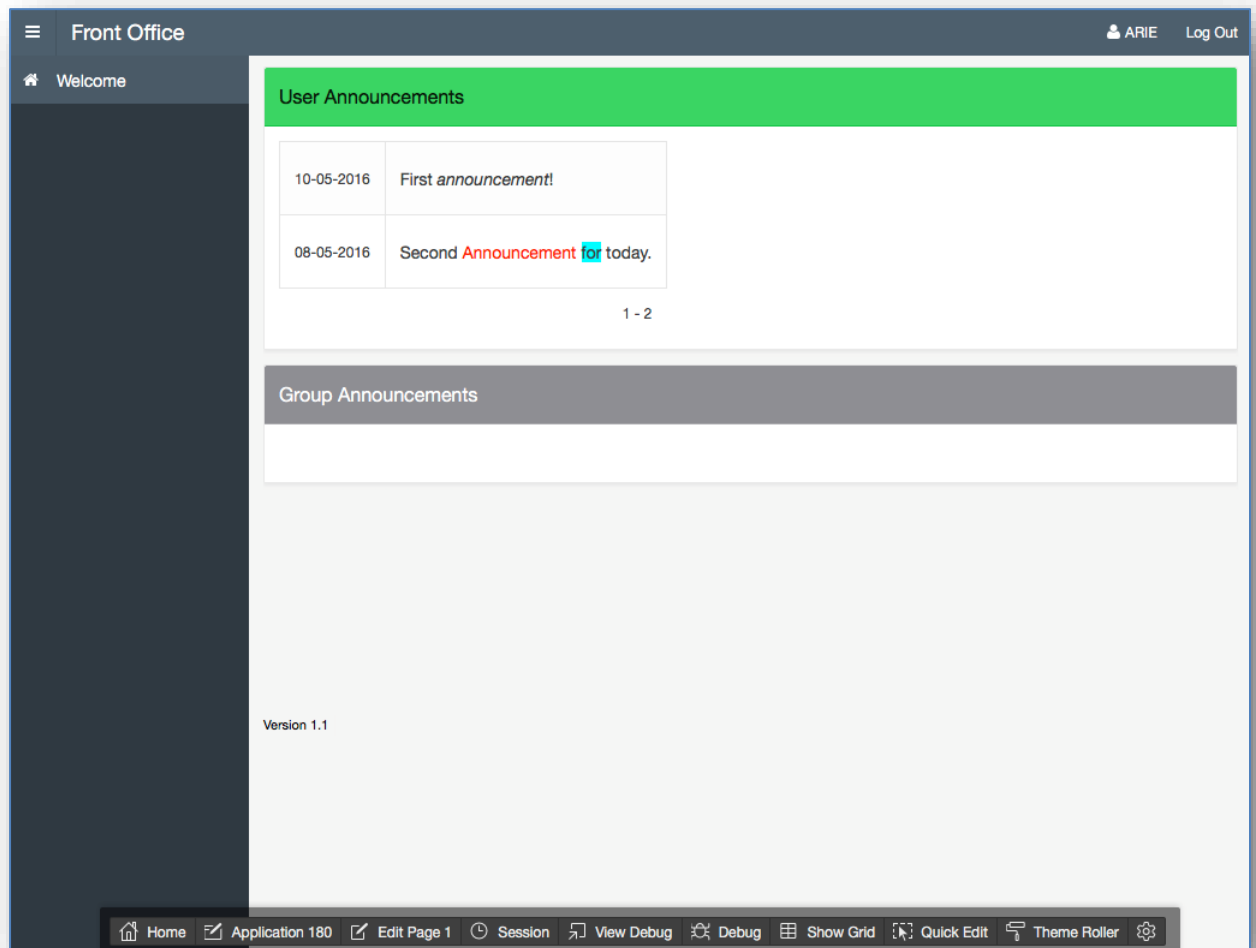 Front Office ARIE Log Out
Welcome
User Announcements
10-05-2016 First announcement!
08-05-2016 Second Announcement for today.
1 - 2
Group Announcements
Version 1.1
Home Application 180 Edit Page 1 Session View Debug Debug Show Grid Quick Edit Theme Roller